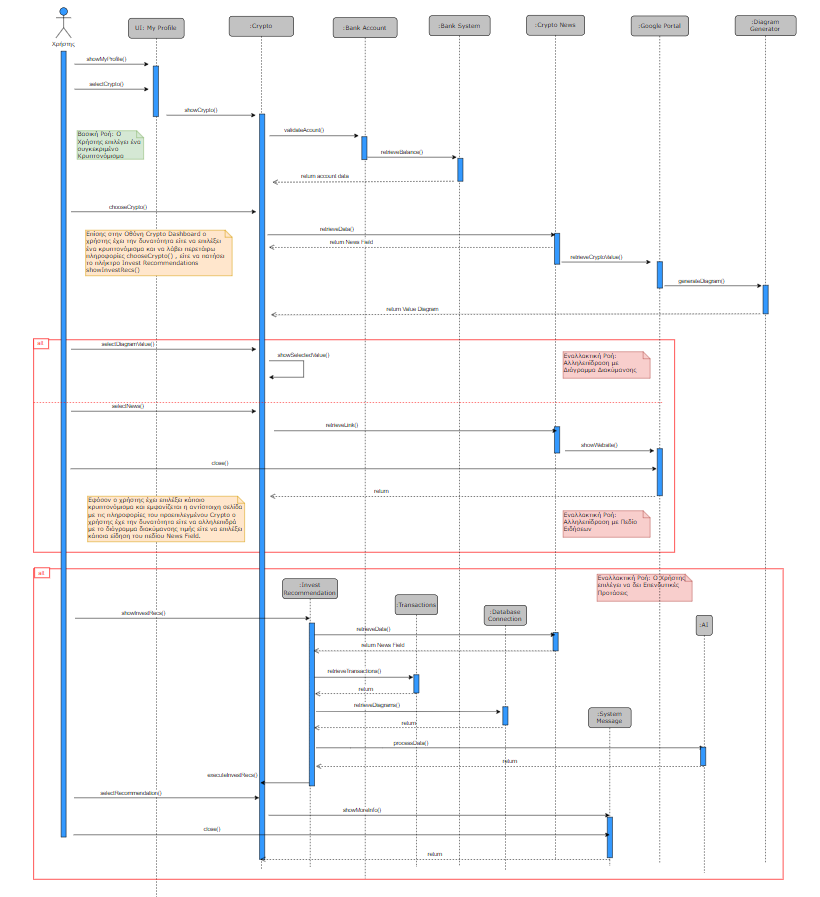 Χρήστης
UI: My Profile
:Crypto
:Bank Account
:Bank System
:Crypto News
:Google Portal
:Diagram
Generator
showMyProfile()
selectCrypto()
showCrypto()
Βασική Ροή: Ο
Χρήστης επιλέγει ένα
συγκεκριμένο
Κρυπτονόμισμα
validateAcount()
retrieveBalance()
return account date
chooseCrypto()
Επίσης στην Οθόνη Crypto Dashboard ο
χρήστης έχει την δυνατότητα είτε να επιλέξει
ένα κρυπτονόμισμα και να λάβει περεταίρω
πληροφορίες chooseCrypto() , είτε να πατήσει
το πλήκτρο Invest Recommendations
showInvestRecs()
retrieveData()
return News Field
retrieveCryptoValue()
generateDiagram()
return Value Diagram
alt
selectDiagramValue()
showSelectedValue()
Εναλλακτική Ροή:
Αλληλεπίδραση με
Διάγραμμα Διακύμανσης
selectNews()
retrieveLink()
showWebsite()
close()
return
Εφόσον ο χρήστης έχει επιλέξει κάποιο
κρυπτονόμισμα και εμφανίζεται η αντίστοιχη σελίδα
με τις πληροφορίες του προεπιλεγμένου Crypto ο
χρήστης έχε την δυνατότητα είτε να αλληλεπιδρά
με το διάγραμμα διακύμανσης τιμής είτε να επιλέξει
κάποια είδηση του πεδίου News Field.
Εναλλακτική Ροή:
Αλληλεπίδραση με Πεδίο
Ειδήσεων
alt
:Invest
Recommendation
:Transactions
:Database
Connection
Εναλλακτική Ροή: Ο Χρήστης
επιλέγει να δει Επενδυτικές
Προτάσεις
:AI
showInvestRecs()
retrieveData()
return News Field
retrieveTransactions()
return
retrieveDiagrams()
return
:System
Message
processData()
return
executeInvestRecs()
selectRecommendation()
showMoreInfo()
close()
return